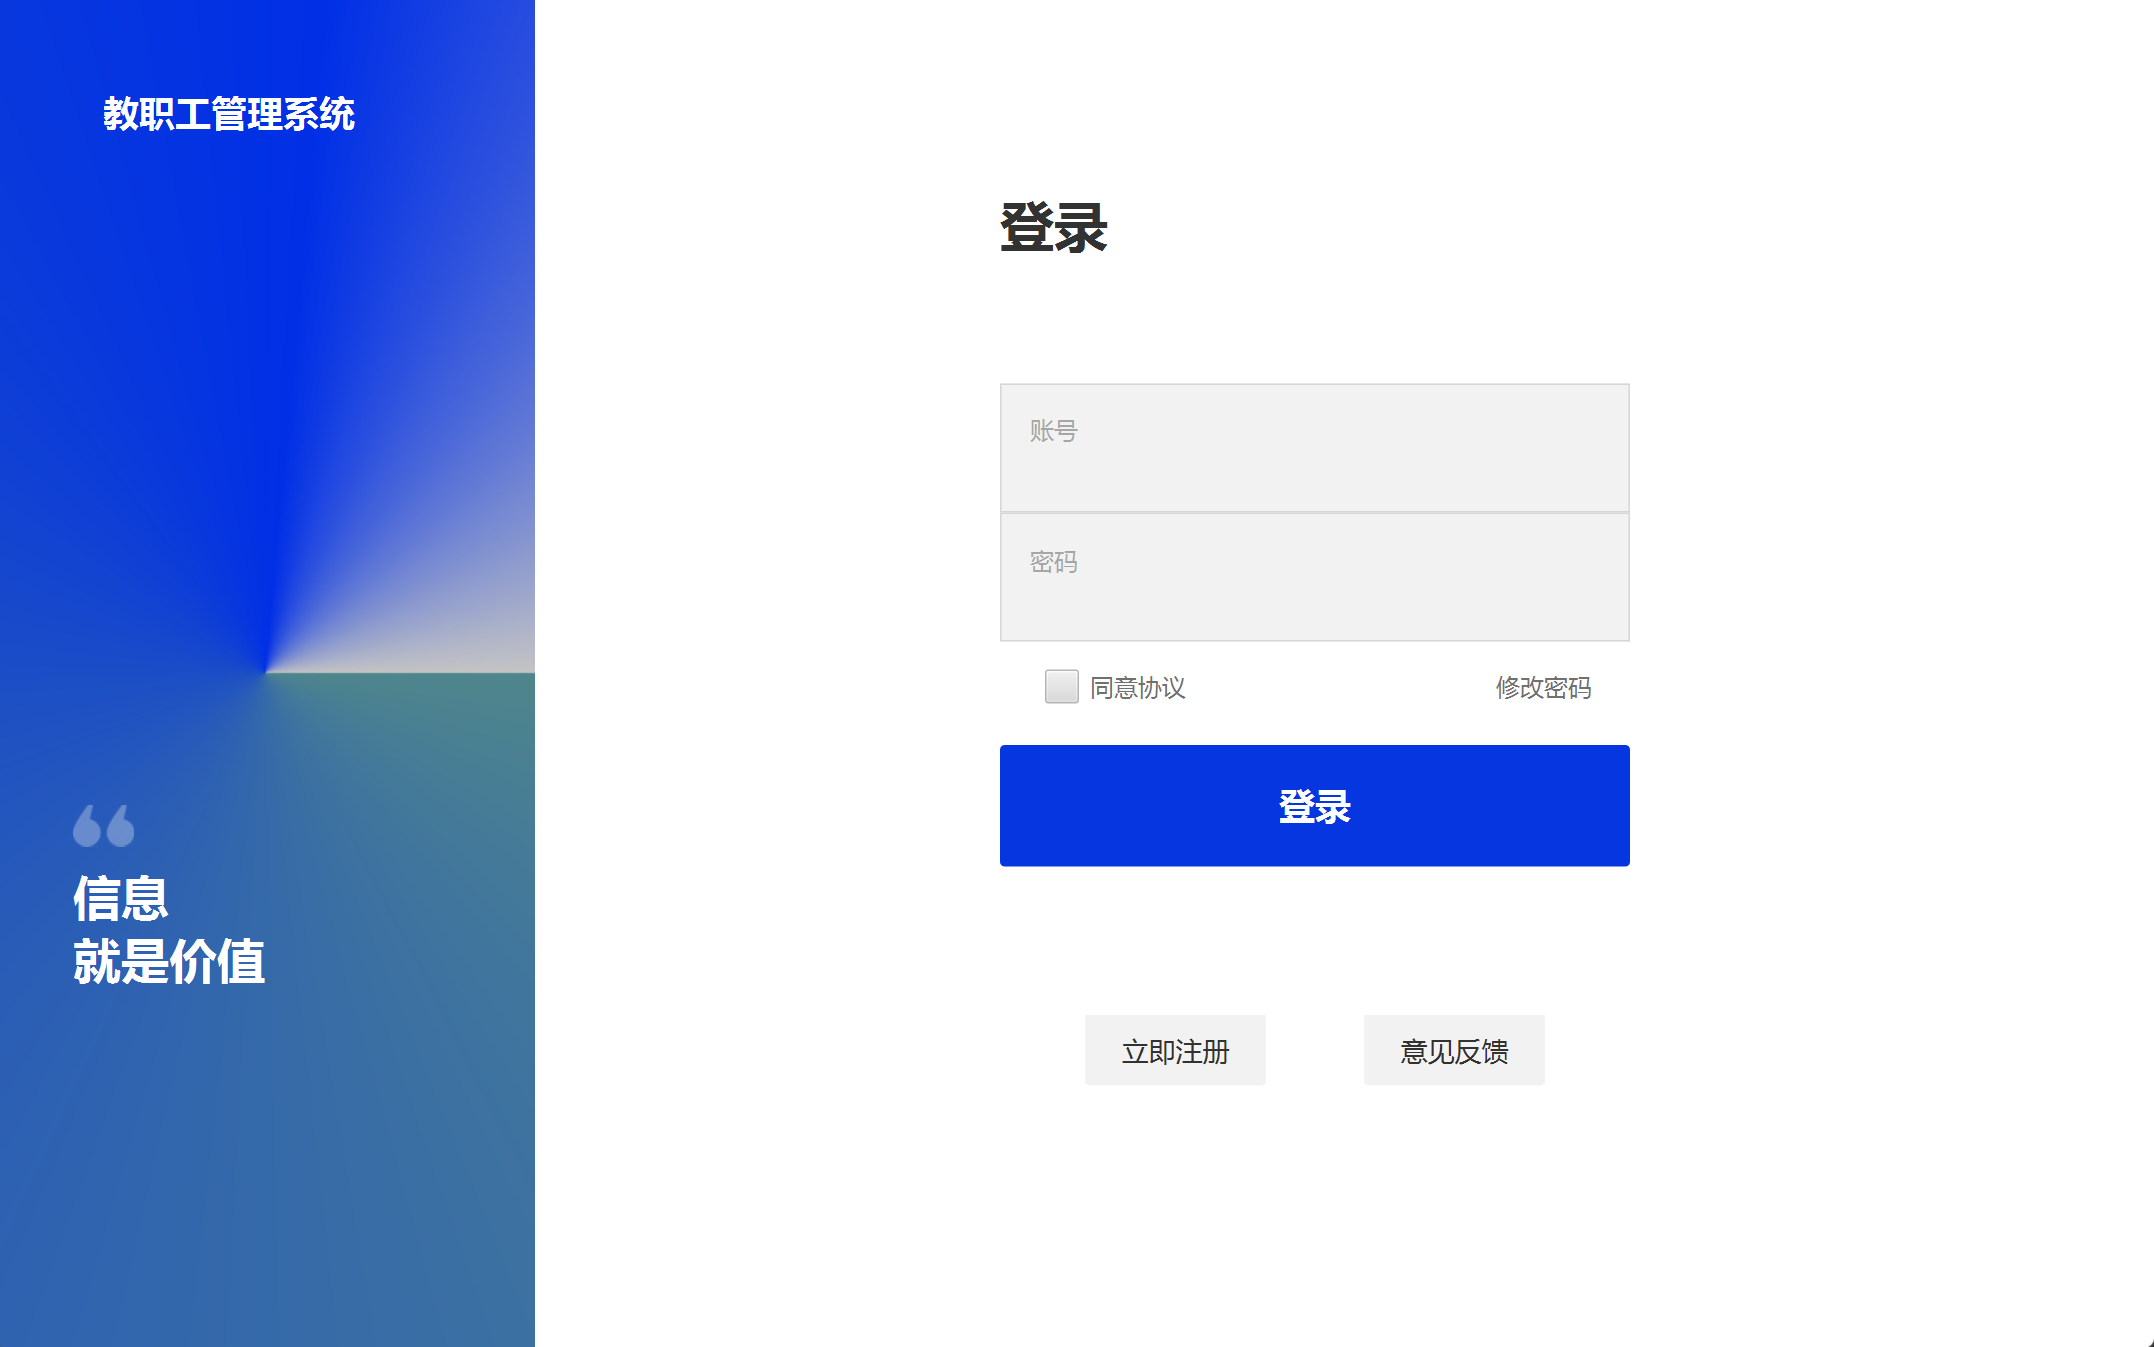 教职工管理系统
“
信息
就是价值
登录
账号
密码
同意协议
修改密码
登录
立即注册
意见反馈